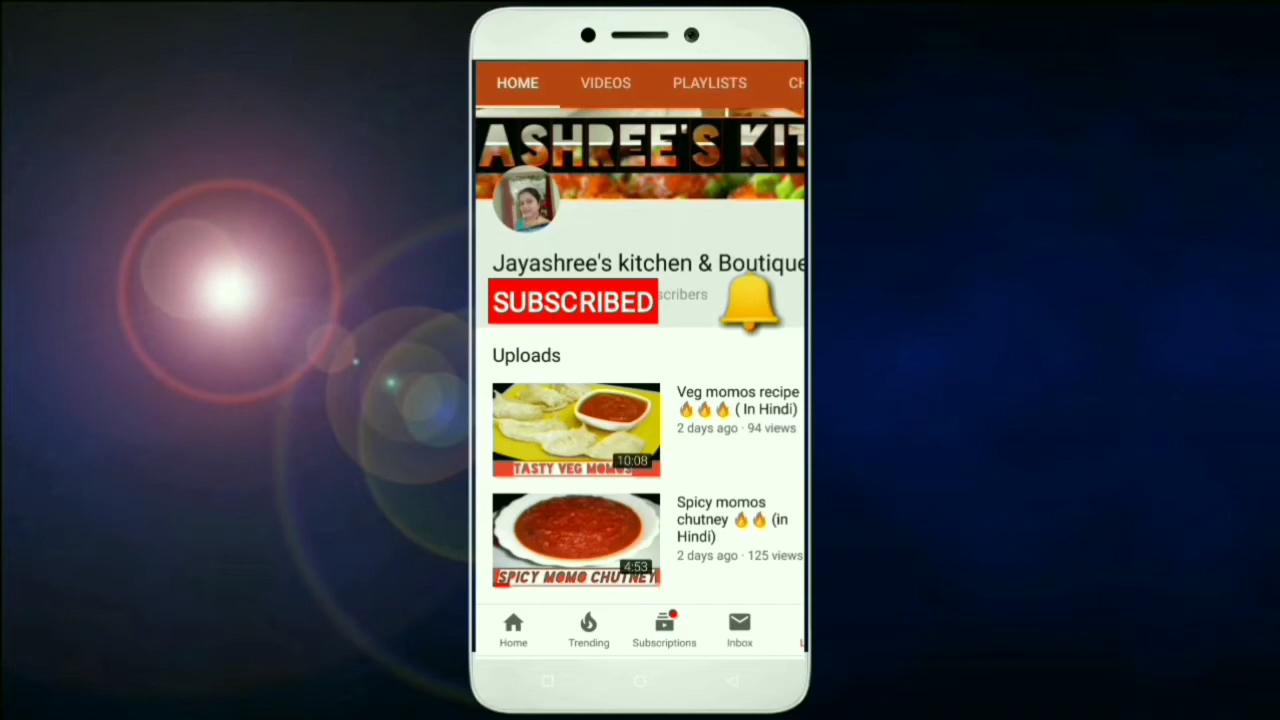 HOME VIDEOS PLAYLISTS CH
ASHREE'S KIT
Jayashree's kitchen & Boutique
SUBSCRIBED scribers
Uploads
Veg momos recipe
🔥🔥🔥 ( In Hindi)
2 days ago · 94 views
10:08
TASTY VEG MOMOS
Spicy momos
chutney 🔥🔥 (in
Hindi)
2 days ago · 125 views
4:53
SPICY MOMO CHUTNEY
Home Trending Subscriptions Inbox L